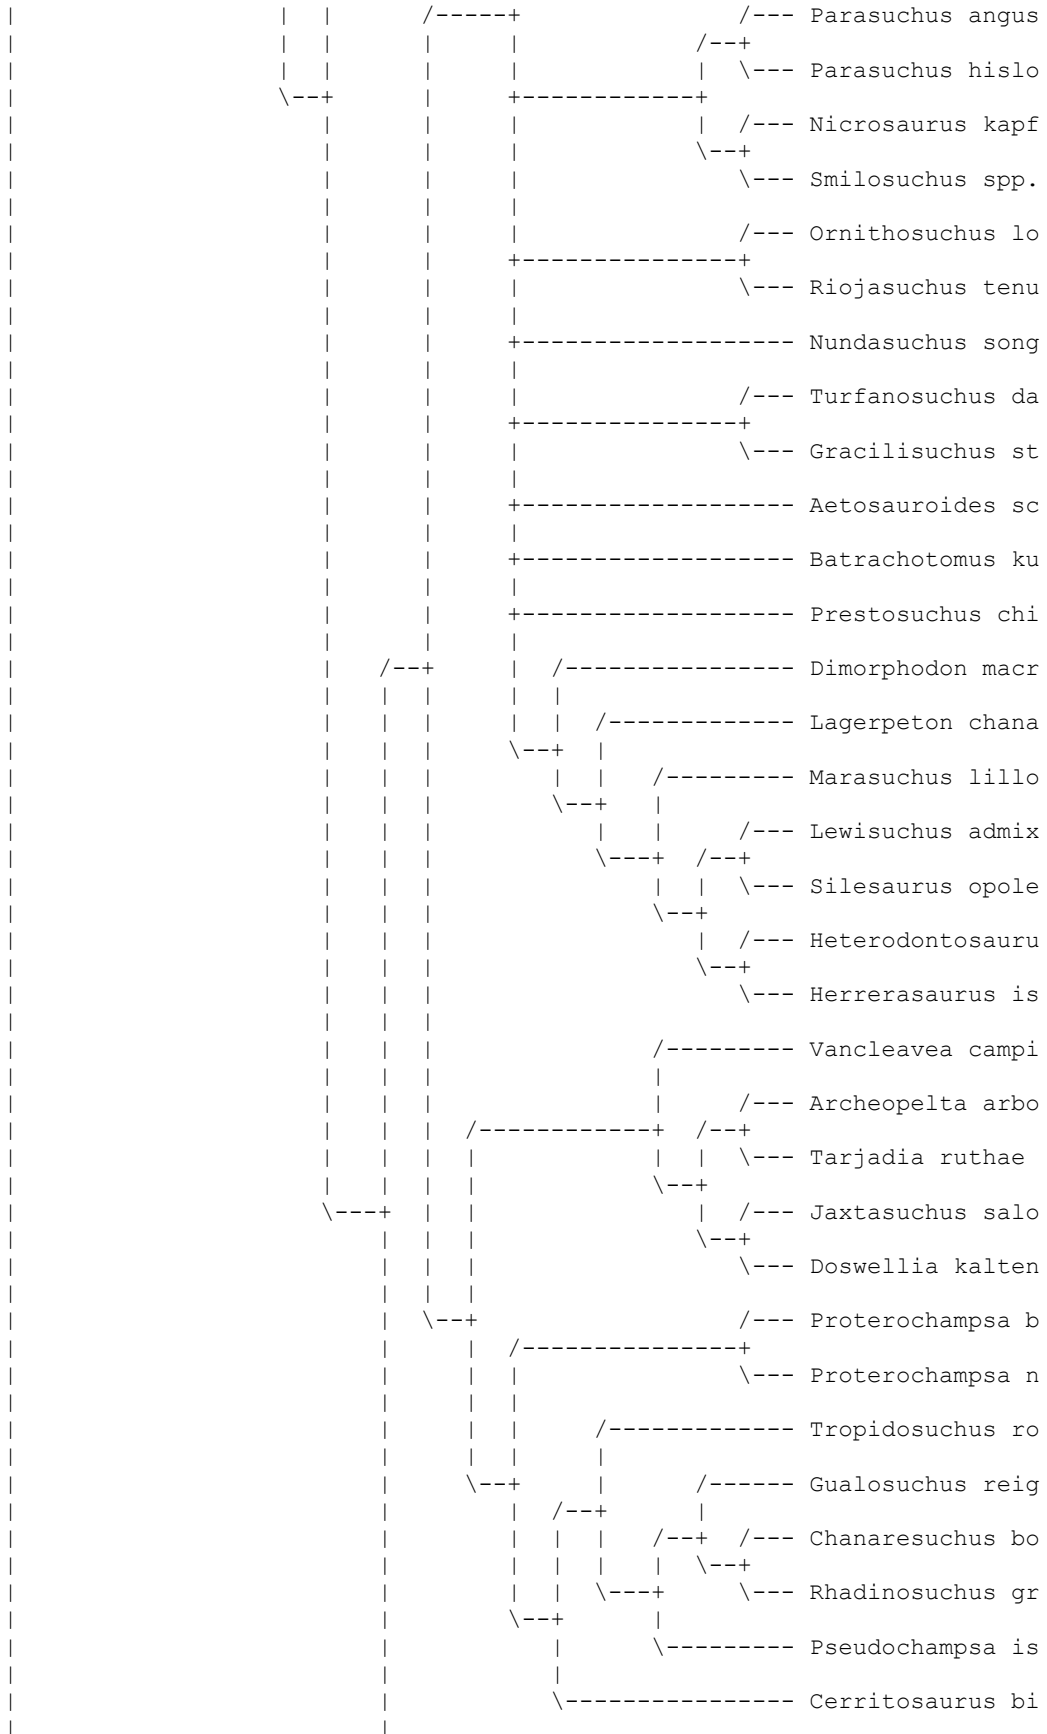 Parasuchus angus
Parasuchus hislo
Nicrosaurus kapf
Smilosuchus spp.
Ornithosuchus lo
Riojasuchus tenu
Nundasuchus song
Turfanosuchus da
Gracilisuchus st
Aetosauroides sc
Batrachotomus ku
Prestosuchus chi
Dimorphodon macr
Lagerpeton chana
Marasuchus lillo
Lewisuchus admix
Silesaurus opole
Heterodontosauru
Herrerasaurus is
Vancleavea campi
Archeopelta arbo
Tarjadia ruthae
Jaxtasuchus salo
Doswellia kalten
Proterochampsa b
Proterochampsa n
Tropidosuchus ro
Gualosuchus reig
Chanaresuchus bo
Rhadinosuchus gr
Pseudochampsa is
Cerritosaurus bi